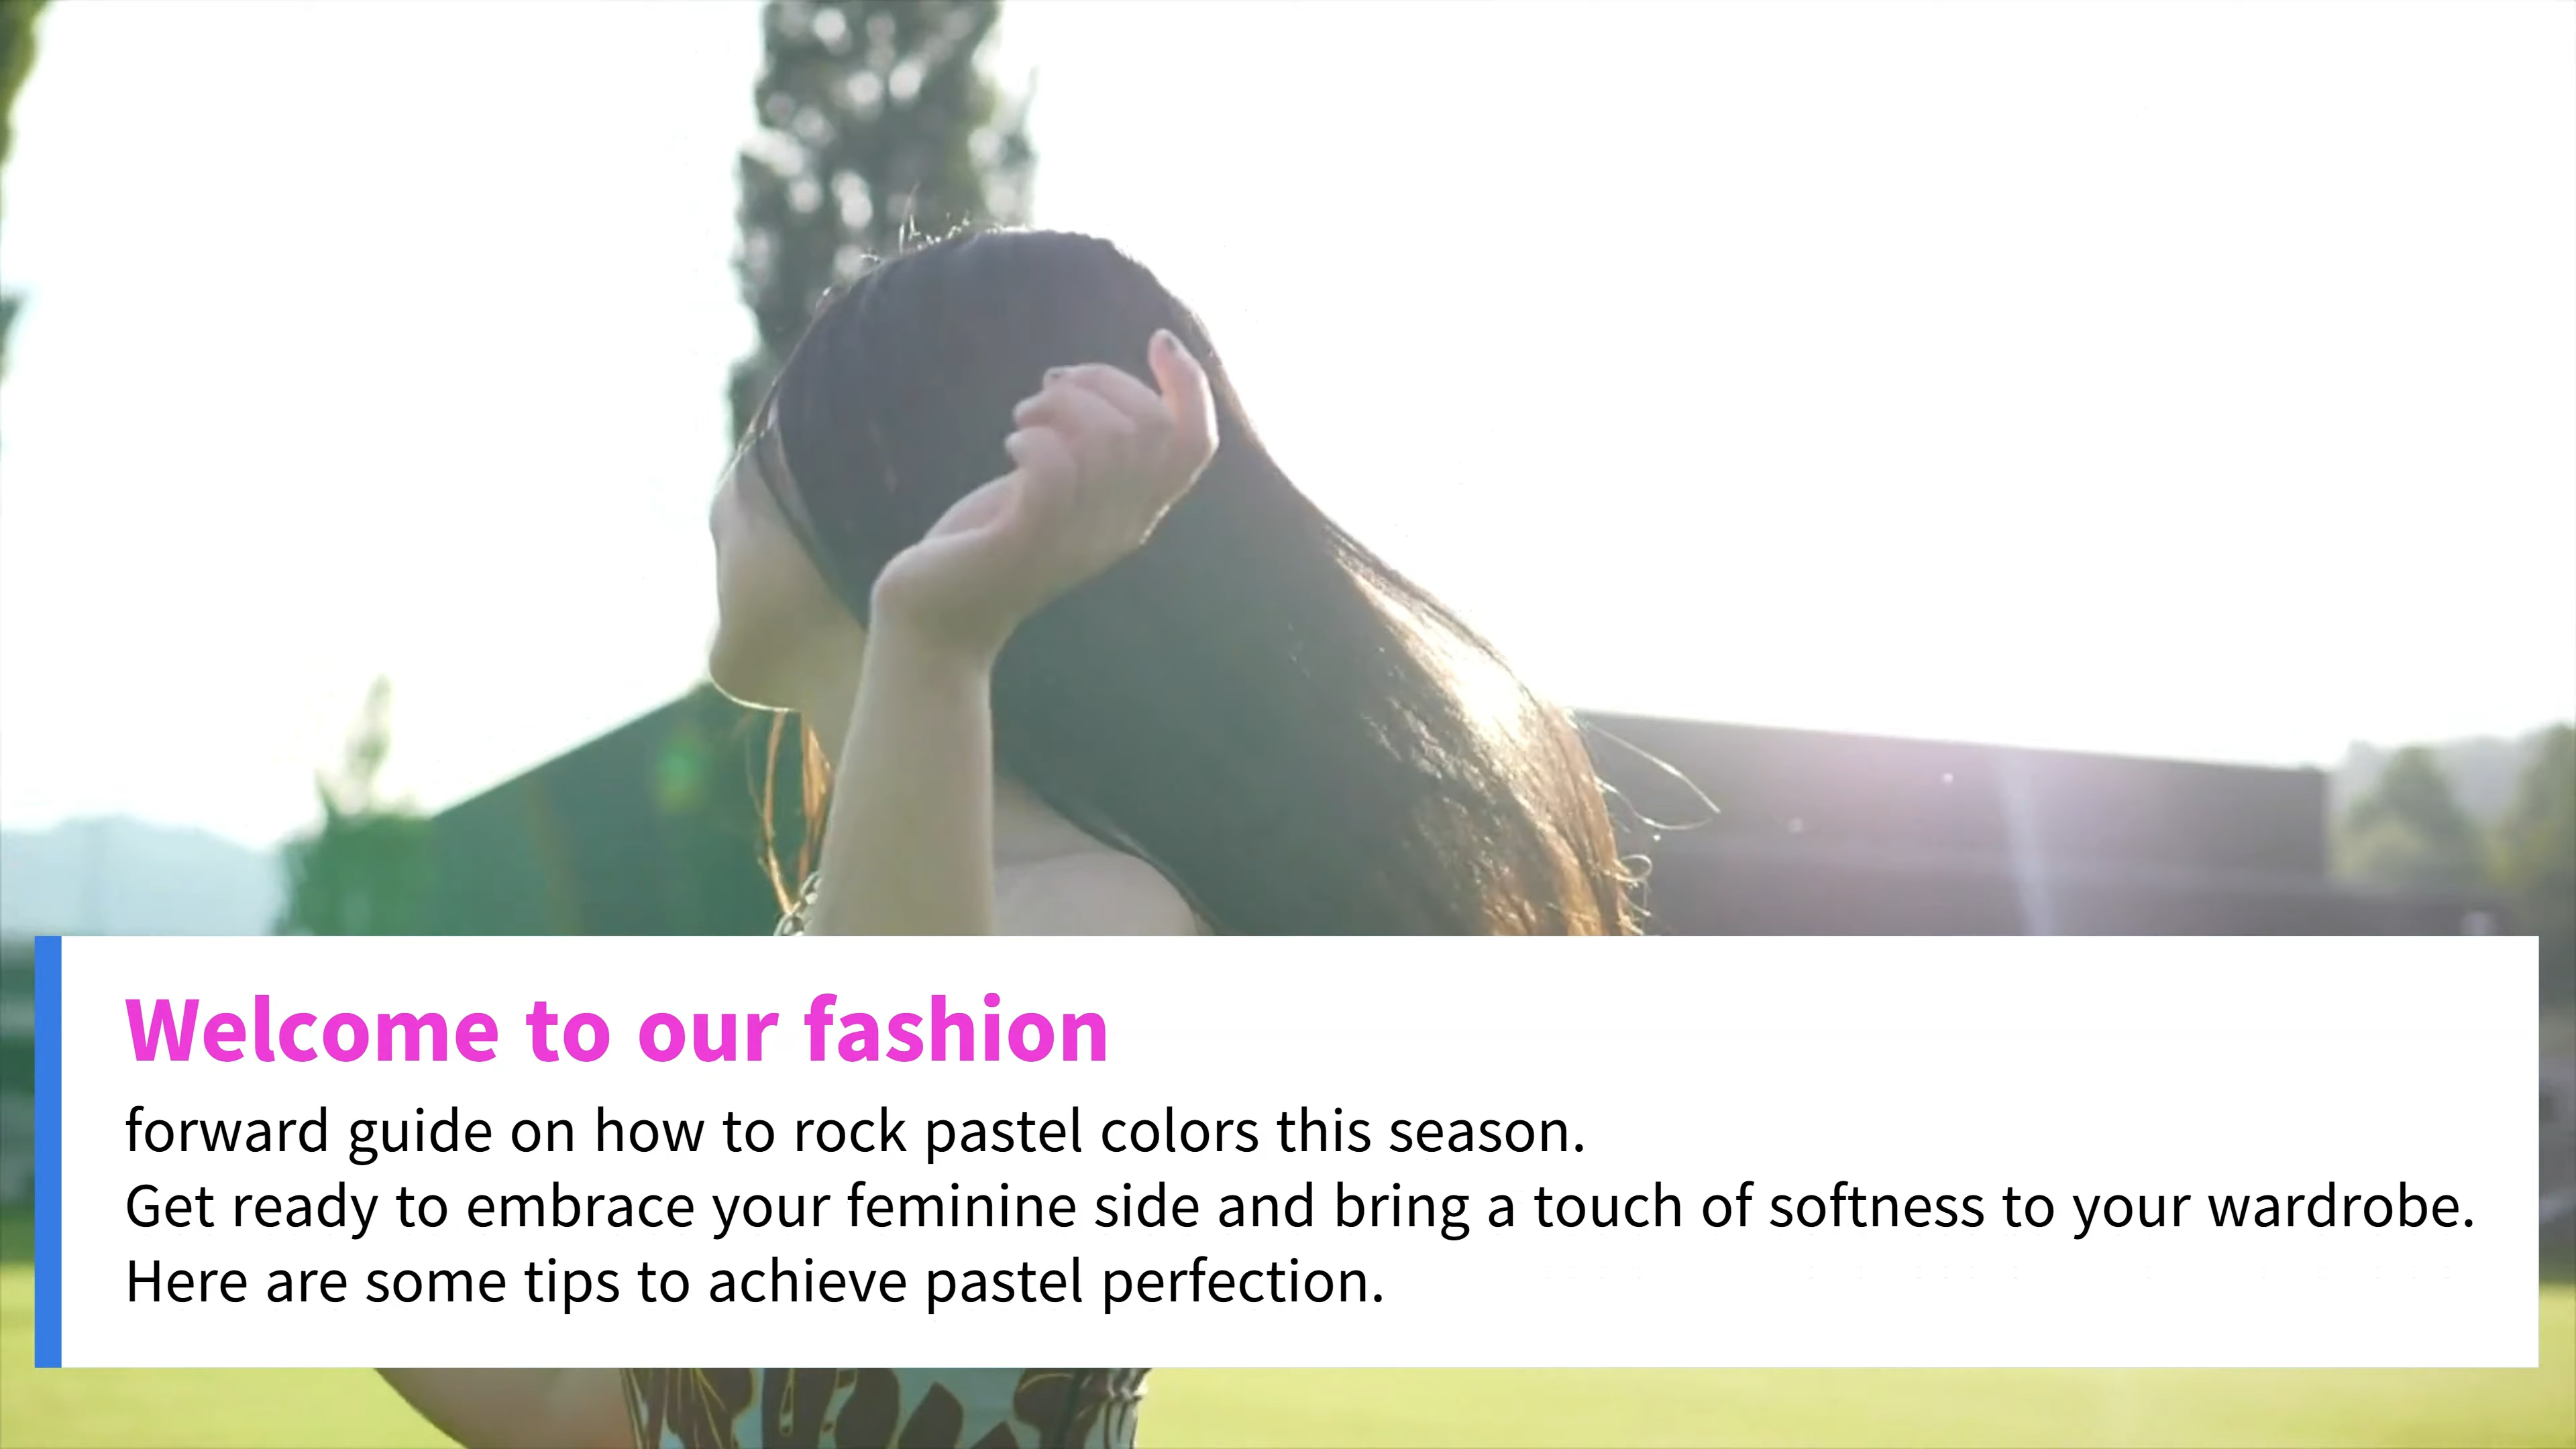 Welcome to our fashion
forward guide on how to rock pastel colors this season.
Get ready to embrace your feminine side and bring a touch of softness to your wardrobe.
Here are some tips to achieve pastel perfection.